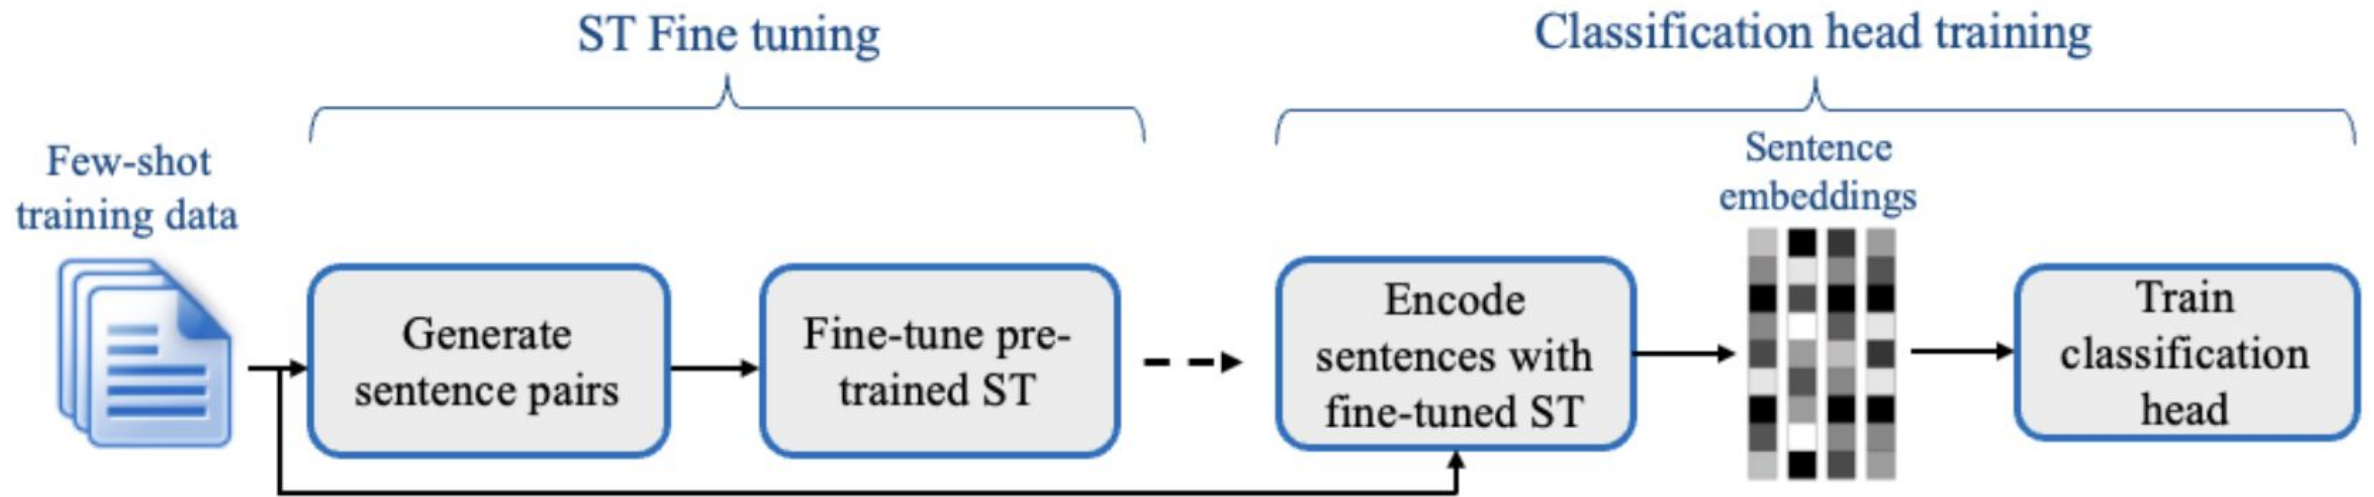 ST Fine tuning
Classification head training
Few-shot
training data
Generate
sentence pairs
Fine-tune pre-
trained ST
Encode
sentences with
fine-tuned ST
Sentence
embeddings
Train
classification
head